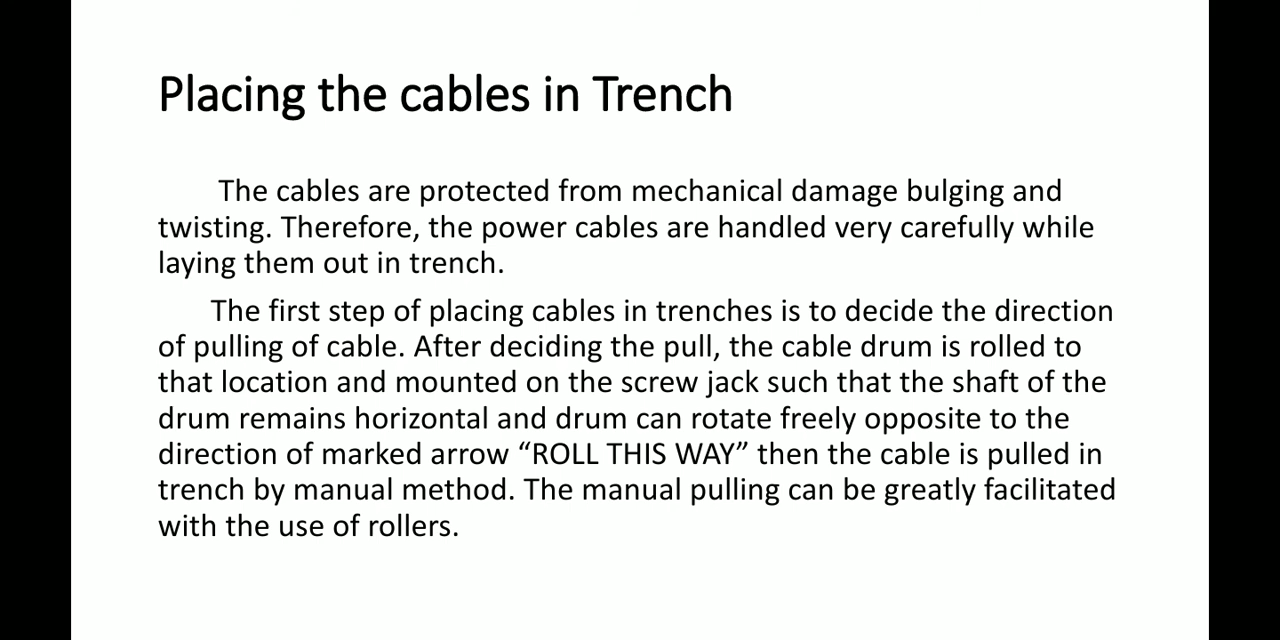 Placing the cables in Trench
The cables are protected from mechanical damage bulging and
twisting. Therefore, the power cables are handled very carefully while
laying them out in trench.
The first step of placing cables in trenches is to decide the direction
of pulling of cable. After deciding the pull, the cable drum is rolled to
that location and mounted on the screw jack such that the shaft of the
drum remains horizontal and drum can rotate freely opposite to the
direction of marked arrow “ROLL THIS WAY” then the cable is pulled in
trench by manual method. The manual pulling can be greatly facilitated
with the use of rollers.